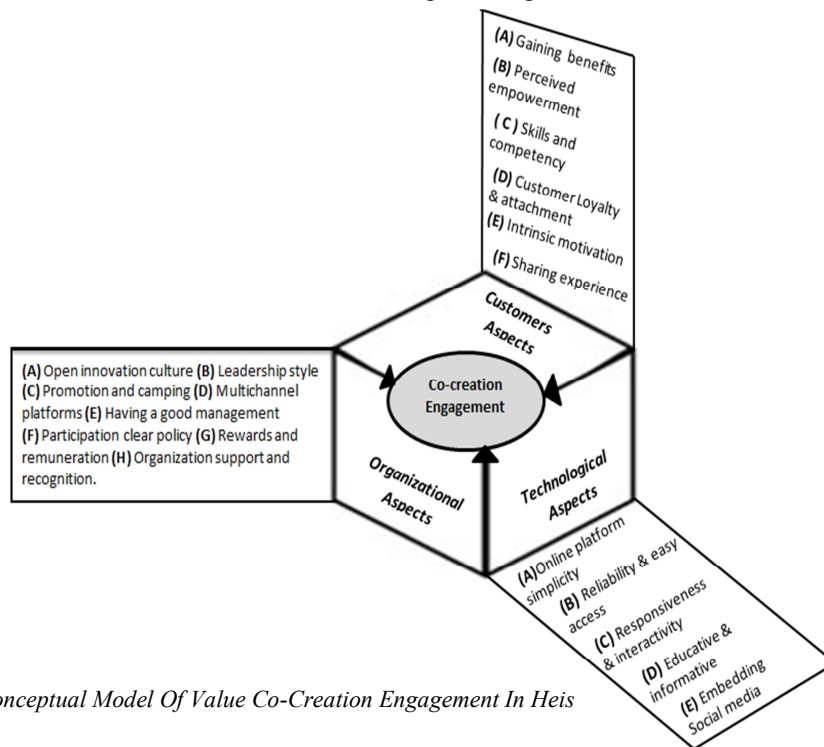 (A) Gaining benefits
(B) Perceived
empowerment
( C ) Skills and
competency
(D) Customer Loyalty
& attachment
(E) Intrinsic motivation
(F) Sharing experience
Customers
Aspects
(A) Open innovation culture (B) Leadership style
(C) Promotion and camping (D) Multichannel
platforms (E) Having a good management
(F) Participation clear policy (G) Rewards and
remuneration (H) Organization support and
recognition.
Co-creation
Engagement
Organizational
Aspects
Technological
Aspects
(A)Online platform
simplicity
(B) Reliability & easy
access
(C) Responsiveness
& interactivity
(D) Educative &
informative
(E) Embedding
Social media
onceptual Model Of Value Co-Creation Engagement In Heis